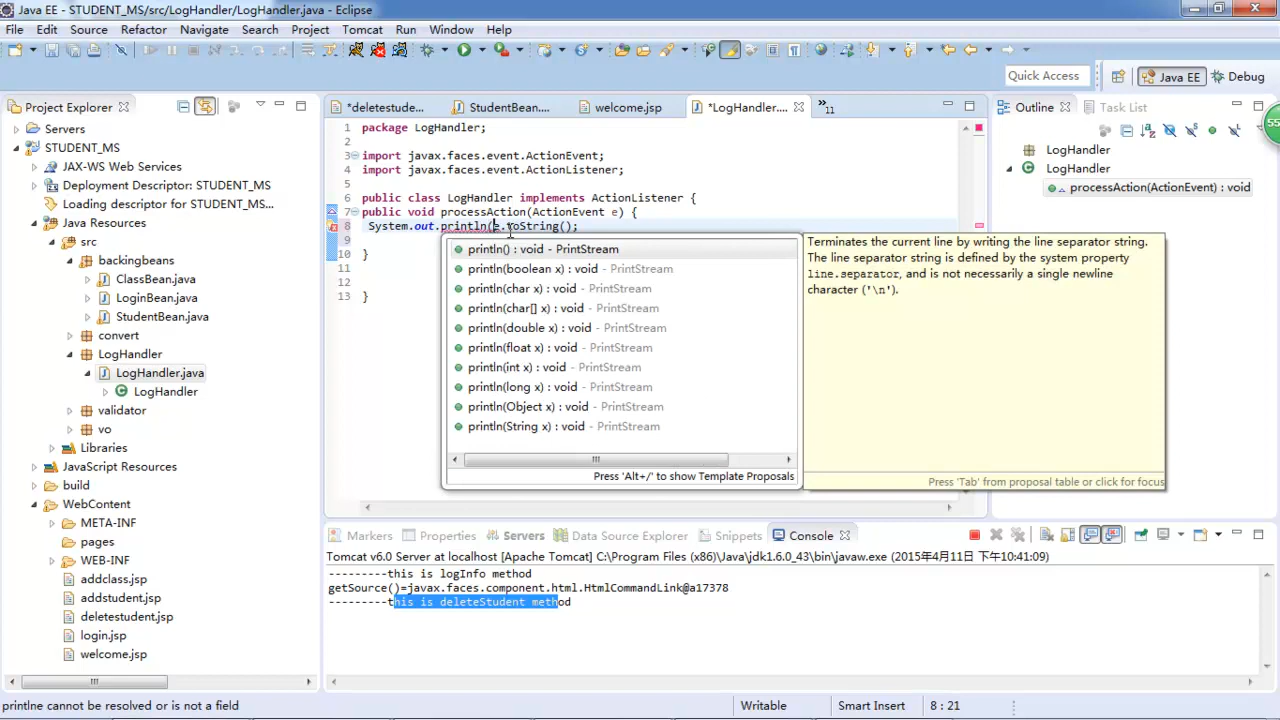 Java EE - STUDENT_MS/src/LogHandler/LogHandler.java - Eclipse
File Edit Source Refactor Navigate Search Project Tomcat Run Window Help
Quick Access
Java EE
Debug
Project Explorer
Servers
STUDENT_MS
JAX-WS Web Services
Deployment Descriptor: STUDENT_MS
Loading descriptor for STUDENT_MS...
Java Resources
src
backingbeans
ClassBean.java
LoginBean.java
StudentBean.java
convert
LogHandler
LogHandler.java
LogHandler
validator
vo
Libraries
JavaScript Resources
build
WebContent
META-INF
pages
WEB-INF
addclass.jsp
addstudent.jsp
deletestudent.jsp
login.jsp
welcome.jsp
*deletestude...
StudentBean....
welcome.jsp
*LogHandler....
»11
1 package LogHandler;
2
3 import javax.faces.event.ActionEvent;
4 import javax.faces.event.ActionListener;
5
6 public class LogHandler implements ActionListener {
7 public void processAction(ActionEvent e) {
8 System.out.println(e.toString();
9
10 }
11
12
13 }
println() : void - PrintStream
println(boolean x) : void - PrintStream
println(char x) : void - PrintStream
println(char[] x) : void - PrintStream
println(double x) : void - PrintStream
println(float x) : void - PrintStream
println(int x) : void - PrintStream
println(long x) : void - PrintStream
println(Object x) : void - PrintStream
println(String x) : void - PrintStream
Press 'Alt+/' to show Template Proposals
Terminates the current line by writing the line separator string.
The line separator string is defined by the system property
line.separator, and is not necessarily a single newline
character ('\n').
Press 'Tab' from proposal table or click for focus
Outline
Task List
LogHandler
LogHandler
processAction(ActionEvent) : void
55
Markers
Properties
Servers
Data Source Explorer
Snippets
Console
Tomcat v6.0 Server at localhost [Apache Tomcat] C:\Program Files (x86)\Java\jdk1.6.0_43\bin\javaw.exe (2015年4月11日 下午10:41:09)
---------this is logInfo method
getSource()=javax.faces.component.html.HtmlCommandLink@a17378
---------this is deleteStudent method
printlne cannot be resolved or is not a field
Writable
Smart Insert
8 : 21